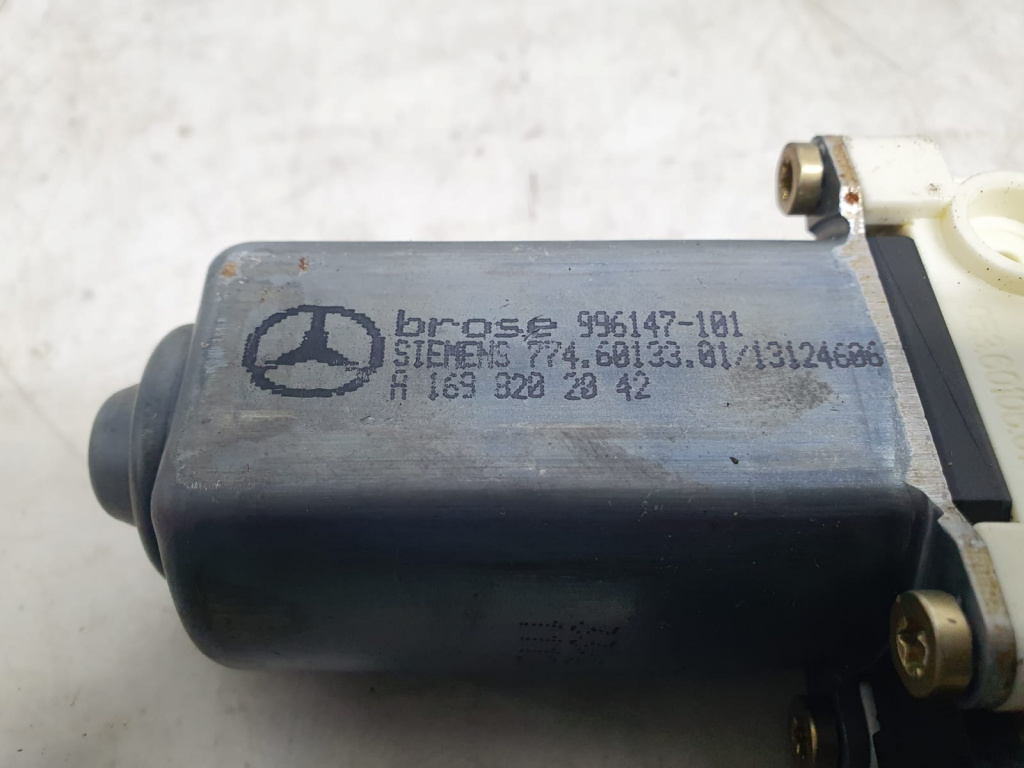 brose 996147-101
SIEMENS 774.60133.01/13124606
A 169 820 20 42